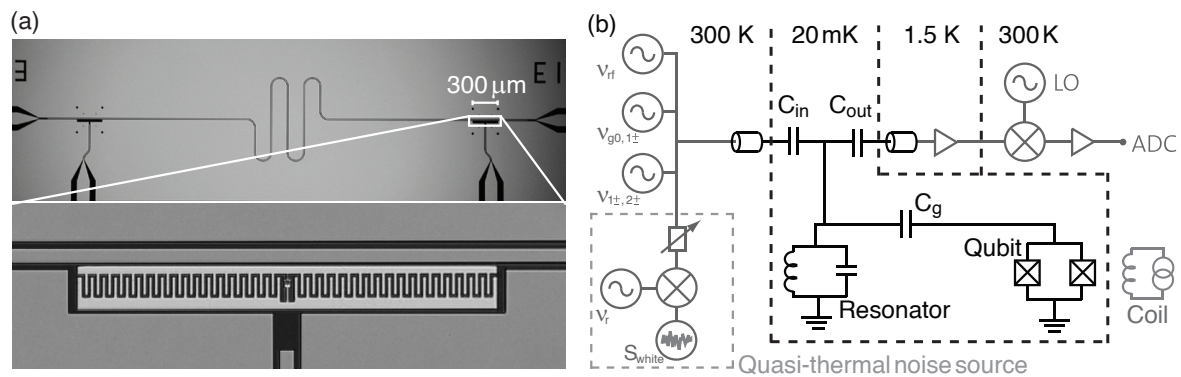 (a)
E
E1
300 μm
(b)
300 K
20 mK
1.5 K
300 K
ν_rf
ν_g0,1±
ν_1±,2±
C_in
C_out
LO
ADC
C_g
Qubit
Resonator
Coil
ν_r
S_white
Quasi-thermal noise source